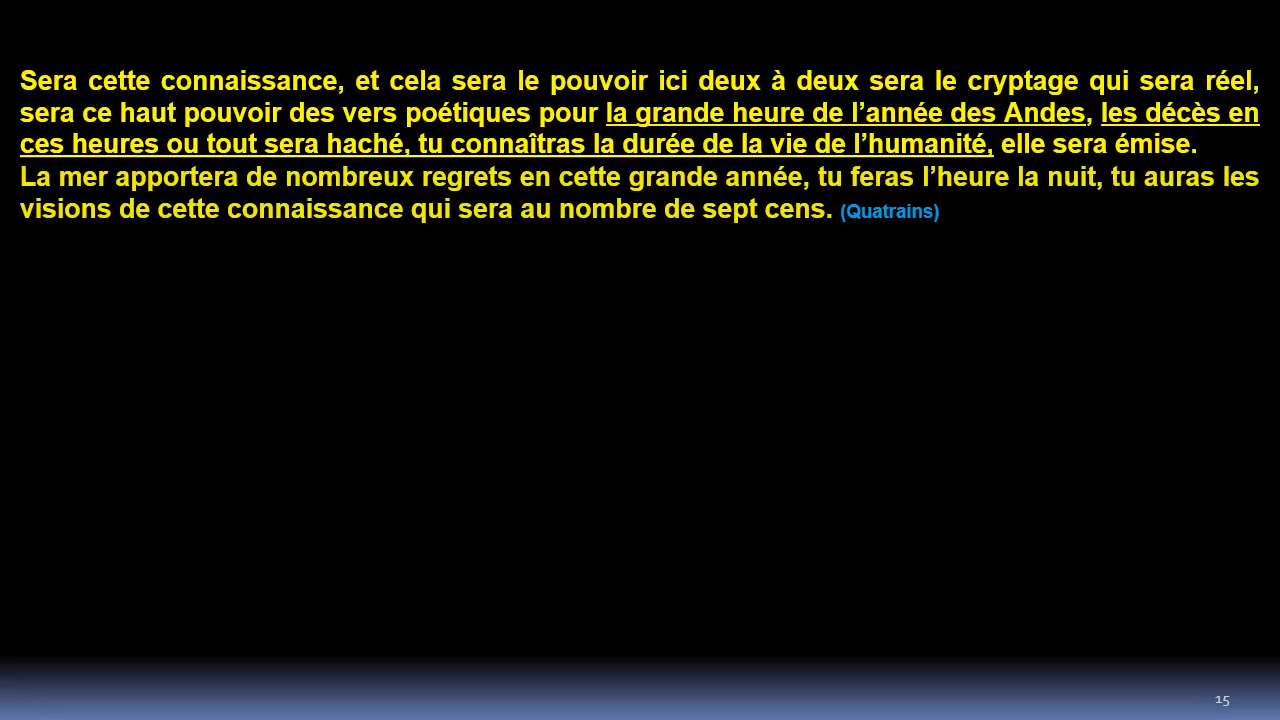 Sera cette connaissance, et cela sera le pouvoir ici deux à deux sera le cryptage qui sera réel,
sera ce haut pouvoir des vers poétiques pour la grande heure de l’année des Andes, les décès en
ces heures ou tout sera haché, tu connaîtras la durée de la vie de l’humanité, elle sera émise.
La mer apportera de nombreux regrets en cette grande année, tu feras l’heure la nuit, tu auras les
visions de cette connaissance qui sera au nombre de sept cens. (Quatrains)
15